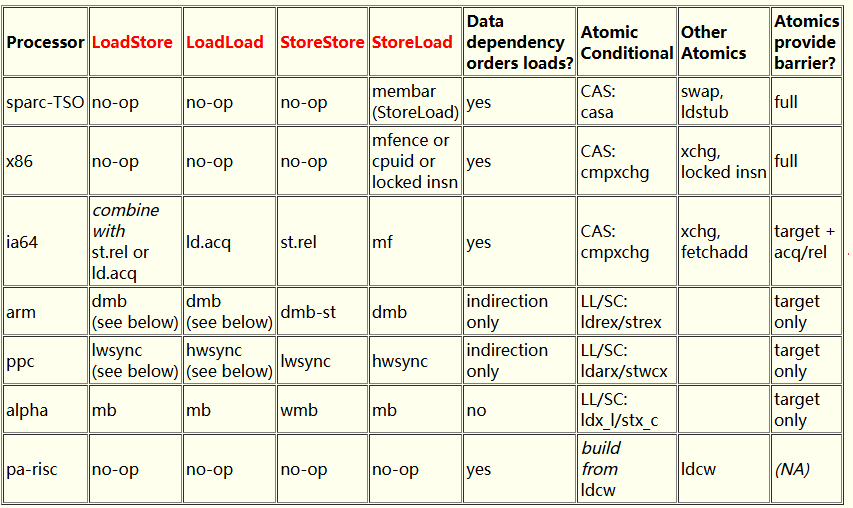 Processor LoadStore LoadLoad StoreStore StoreLoad Data dependency orders loads? Atomic Conditional Other Atomics Atomics provide barrier?
sparc-TSO no-op no-op no-op membar (StoreLoad) yes CAS: casa swap, ldstub full
x86 no-op no-op no-op mfence or cpuid or locked insn yes CAS: cmpxchg xchg, locked insn full
ia64 combine with st.rel or ld.acq ld.acq st.rel mf yes CAS: cmpxchg xchg, fetchadd target + acq/rel
arm dmb (see below) dmb (see below) dmb-st dmb indirection only LL/SC: ldrex/strex target only
ppc lwsync (see below) hwsync (see below) lwsync hwsync indirection only LL/SC: ldarx/stwcx target only
alpha mb mb wmb mb no LL/SC: ldx_l/stx_c target only
pa-risc no-op no-op no-op no-op yes build from ldcw ldcw (NA)